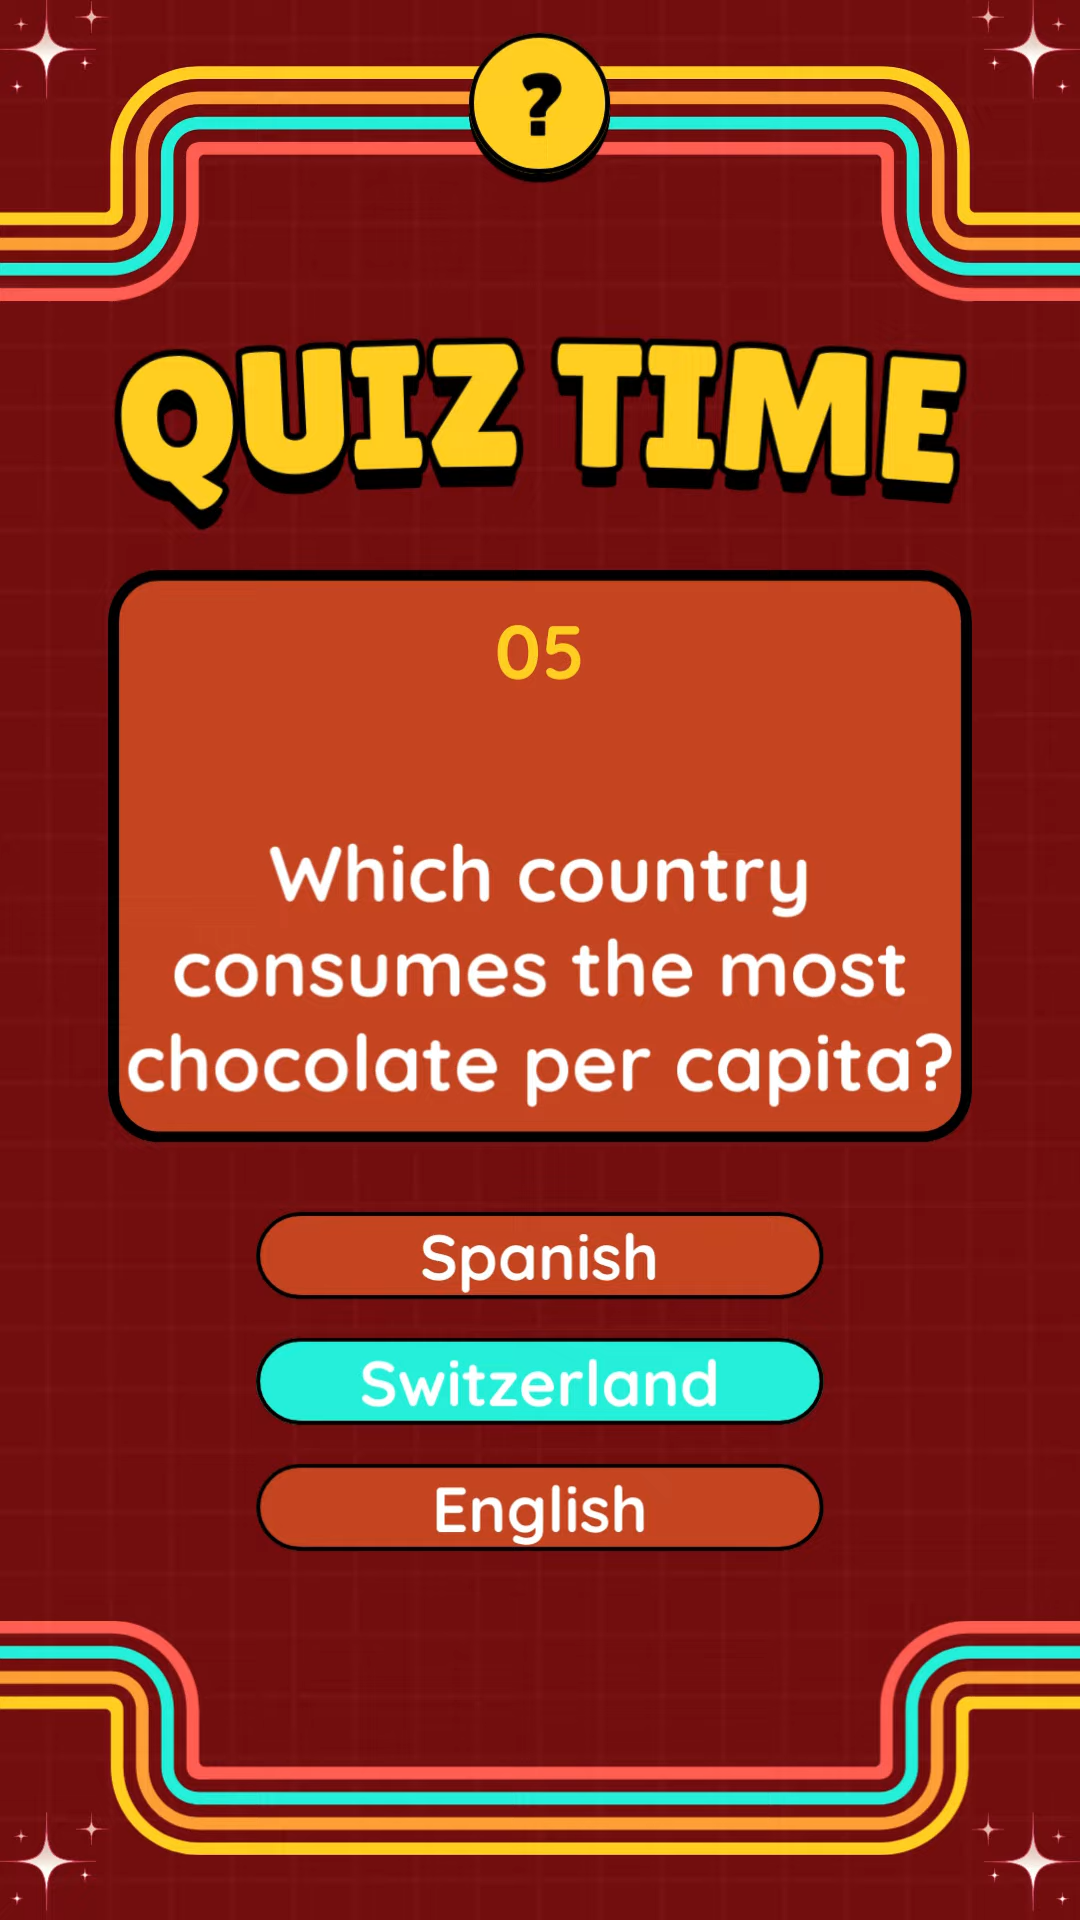 ?
QUIZ TIME
05
Which country
consumes the most
chocolate per capita?
Spanish
Switzerland
English